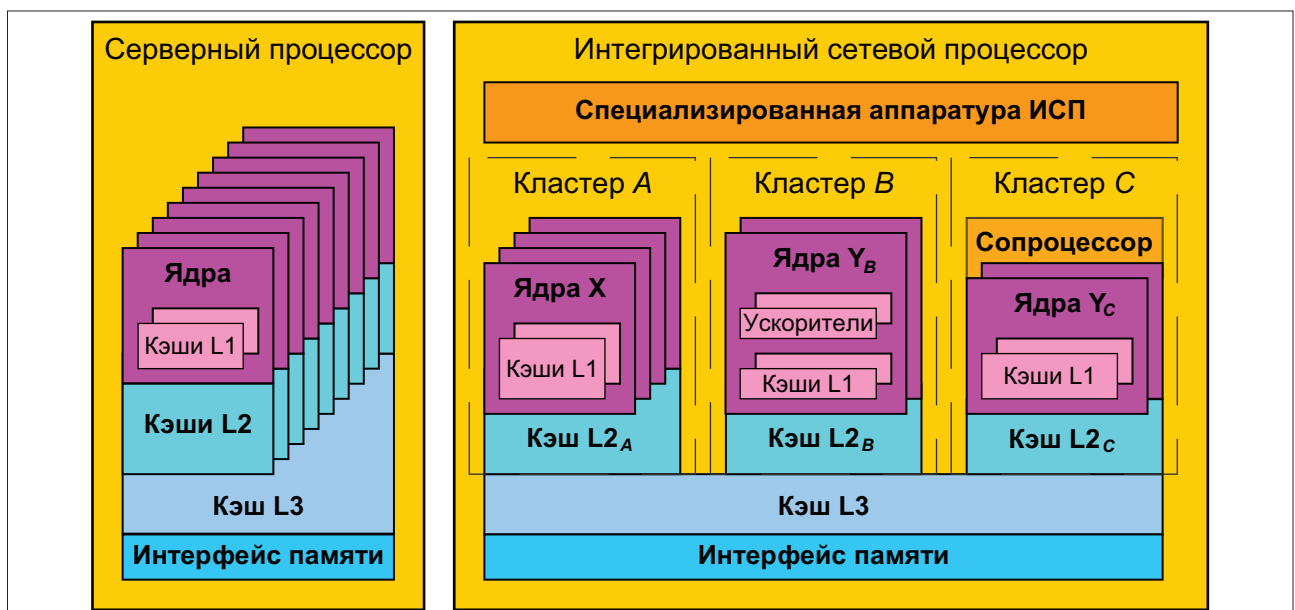 Серверный процессор
Ядра
Кэши L1
Кэши L2
Кэш L3
Интерфейс памяти
Интегрированный сетевой процессор
Специализированная аппаратура ИСП
Кластер A
Ядра X
Кэши L1
Кэш L2A
Кластер B
Ядра YB
Ускорители
Кэши L1
Кэш L2B
Кластер C
Сопроцессор
Ядра YC
Кэши L1
Кэш L2C
Кэш L3
Интерфейс памяти